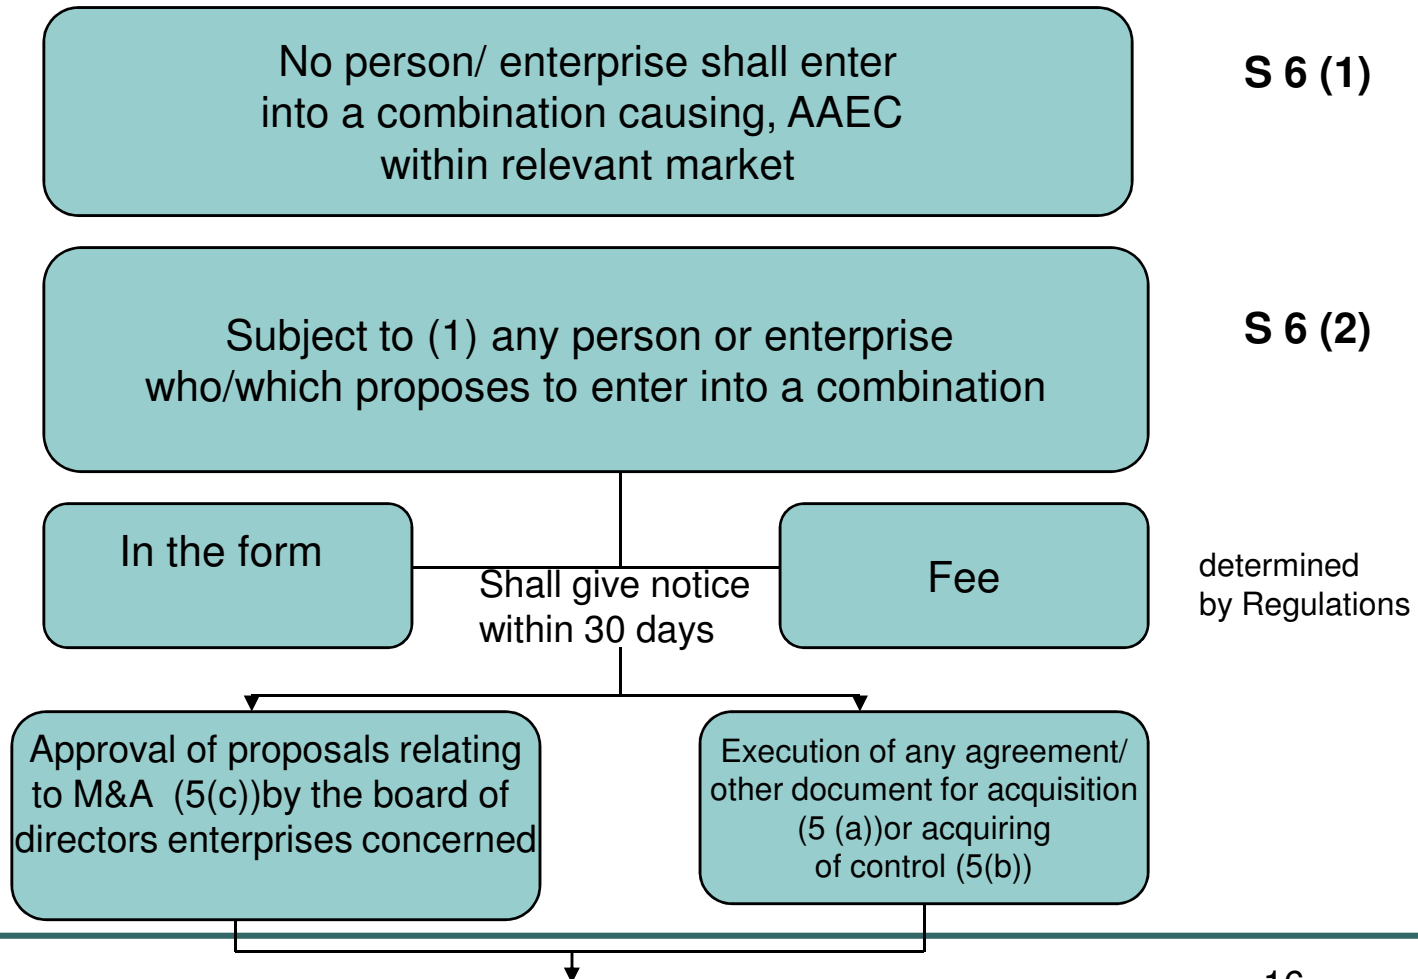 No person/ enterprise shall enter
into a combination causing, AAEC
within relevant market
S 6 (1)
Subject to (1) any person or enterprise
who/which proposes to enter into a combination
S 6 (2)
In the form
Shall give notice
within 30 days
Fee
determined
by Regulations
Approval of proposals relating
to M&A (5(c))by the board of
directors enterprises concerned
Execution of any agreement/
other document for acquisition
(5 (a))or acquiring
of control (5(b))
16